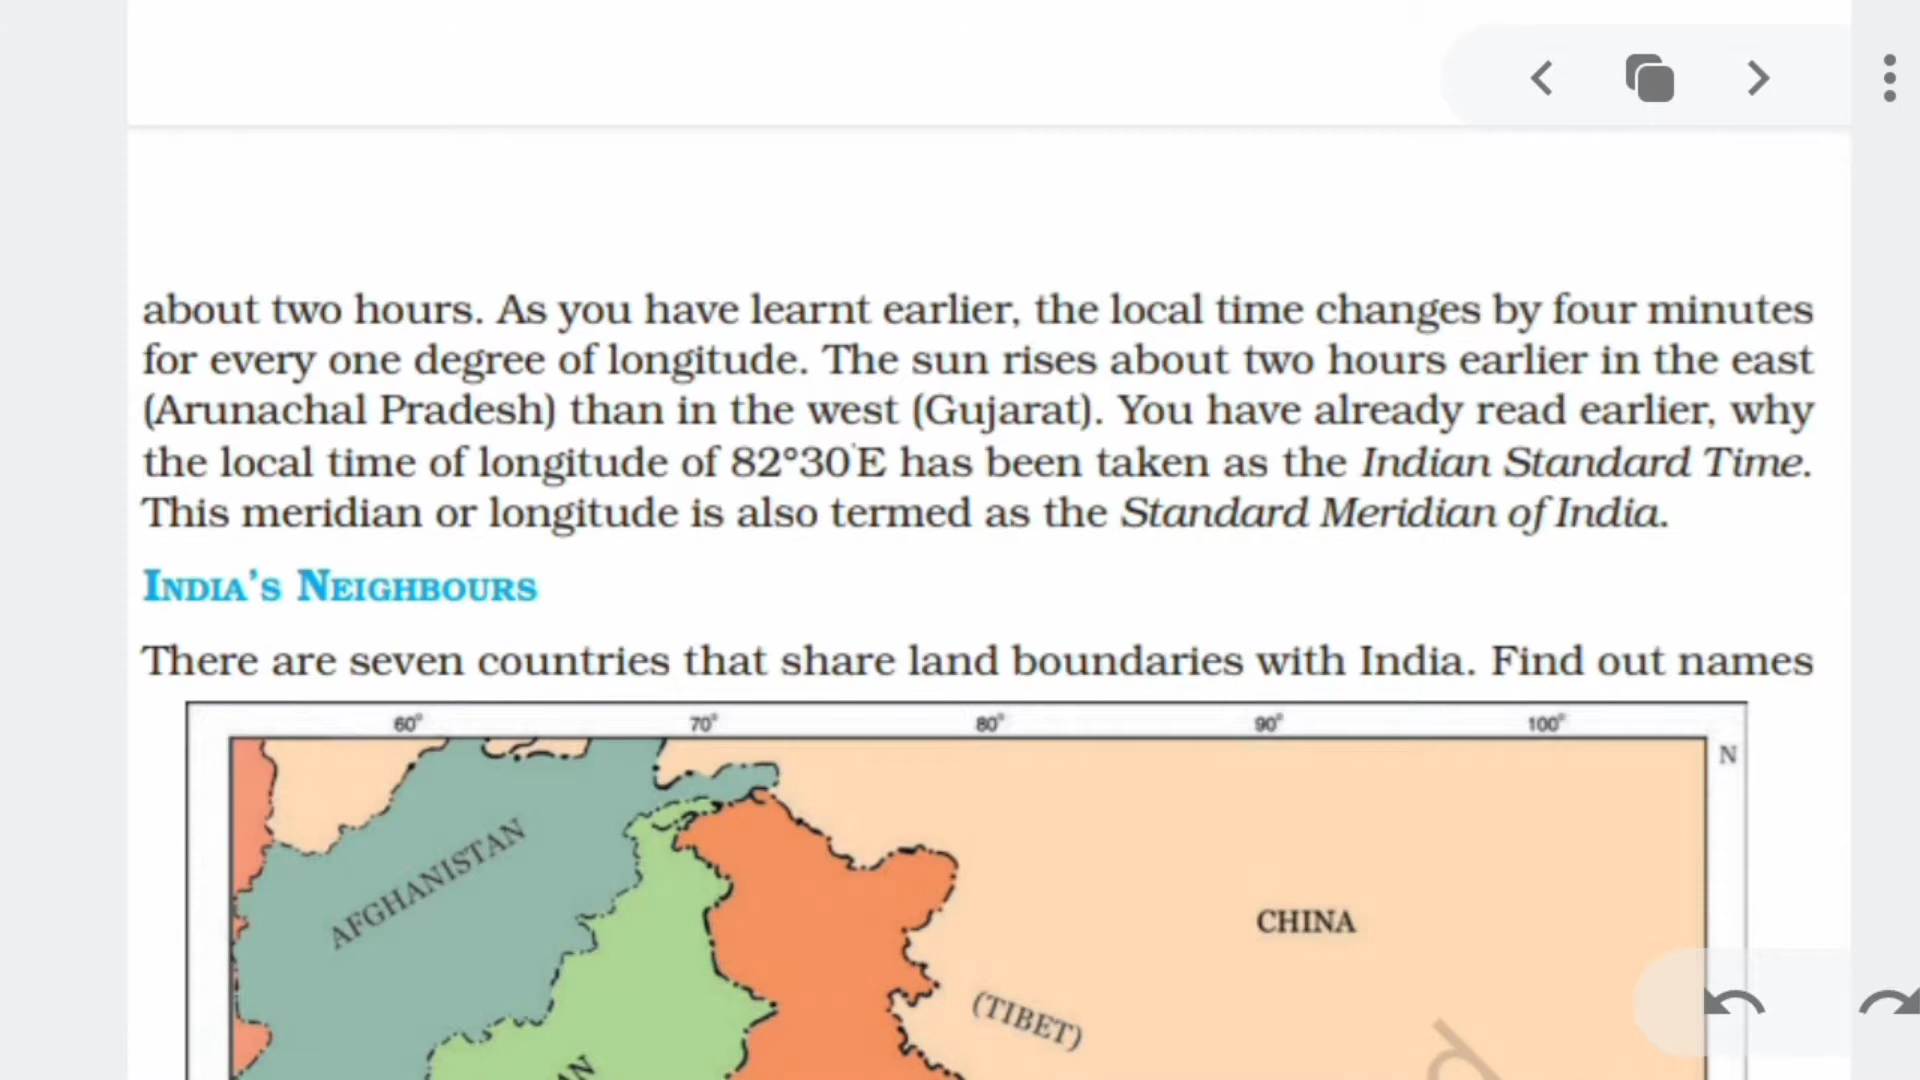 about two hours. As you have learnt earlier, the local time changes by four minutes
for every one degree of longitude. The sun rises about two hours earlier in the east
(Arunachal Pradesh) than in the west (Gujarat). You have already read earlier, why
the local time of longitude of 82°30'E has been taken as the Indian Standard Time.
This meridian or longitude is also termed as the Standard Meridian of India.
INDIA'S NEIGHBOURS
There are seven countries that share land boundaries with India. Find out names
60° 70° 80° 90° 100°
N
AFGHANISTAN
CHINA
(TIBET)